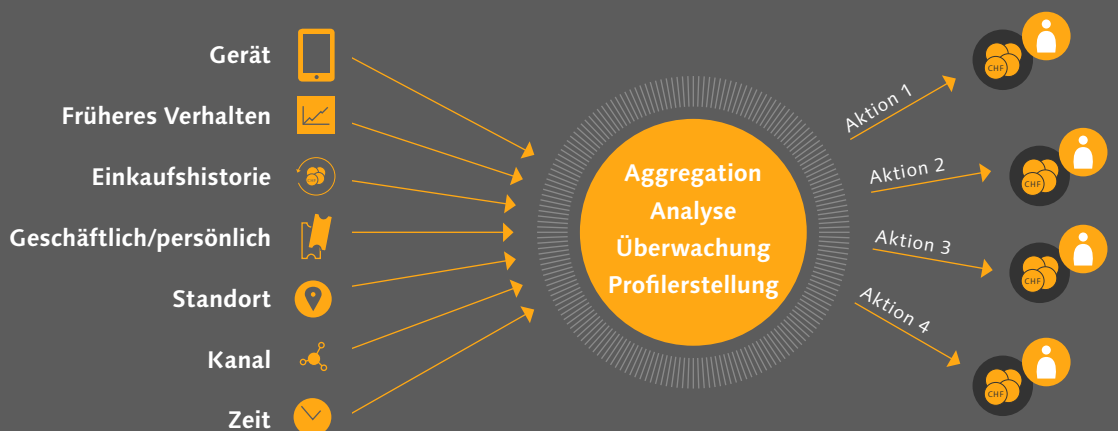 Gerät
Früheres Verhalten
Einkaufshistorie
Geschäftlich/persönlich
Standort
Kanal
Zeit
Aggregation
Analyse
Überwachung
Profilerstellung
Aktion 1
CHF
Aktion 2
CHF
Aktion 3
CHF
Aktion 4
CHF